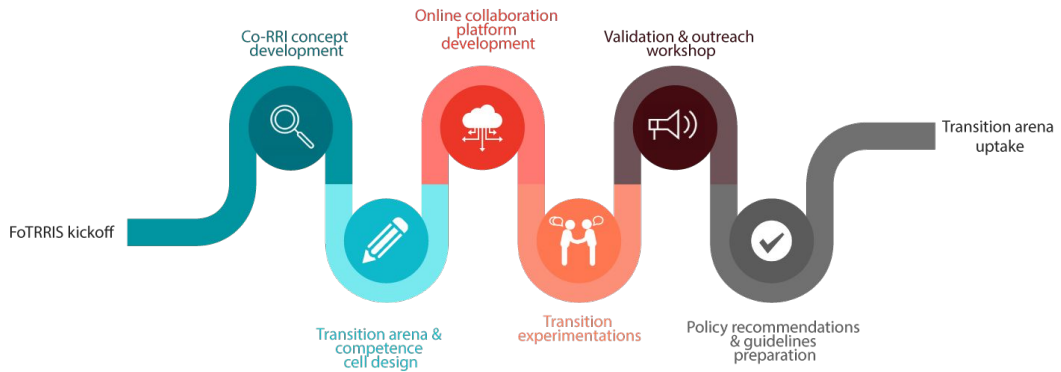 FoTRRIS kickoff
Co-RRI concept
development
Transition arena &
competence
cell design
Online collaboration
platform
development
Transition
experimentations
Validation & outreach
workshop
Policy recommendations
& guidelines
preparation
Transition arena
uptake